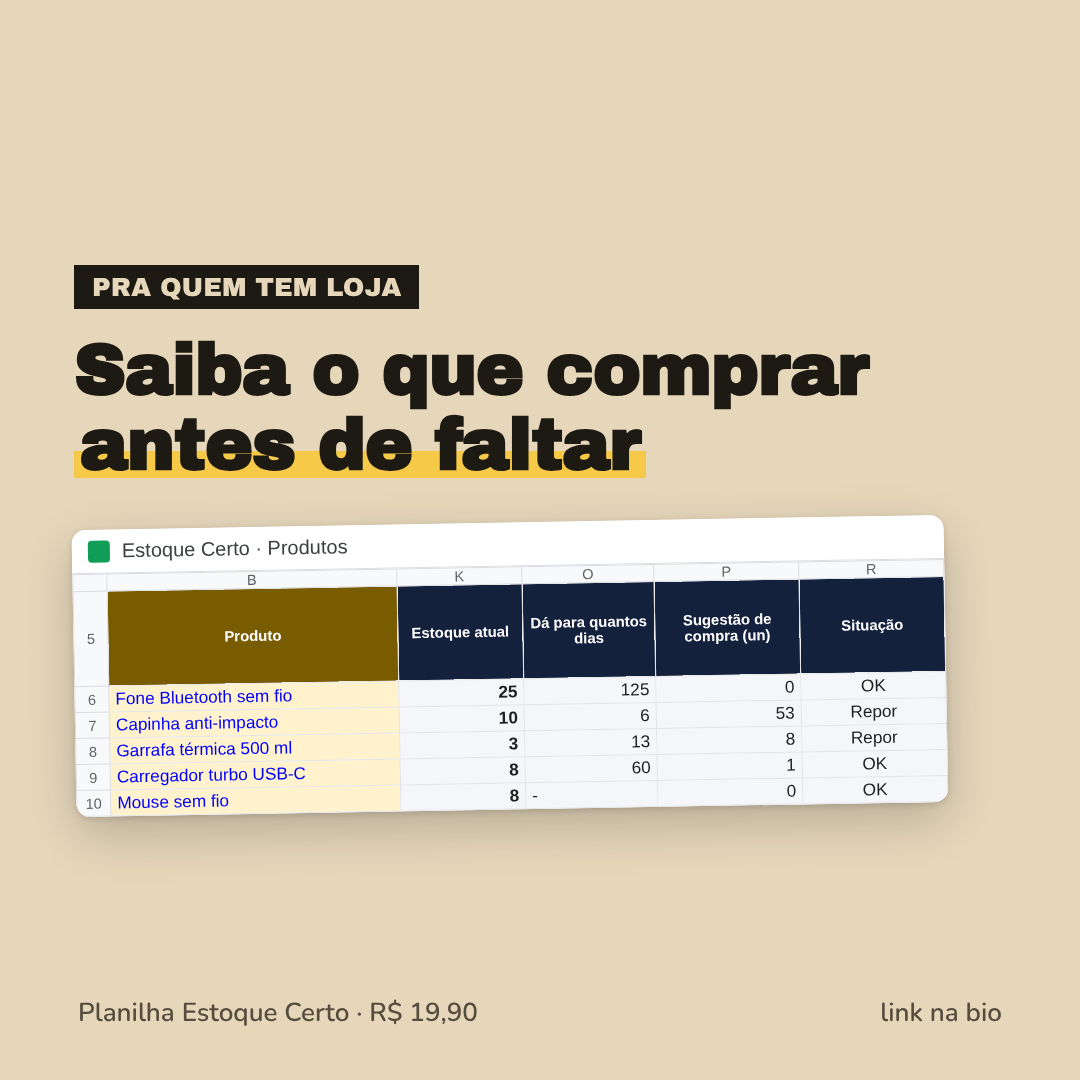 PRA QUEM TEM LOJA
Saiba o que comprar
antes de faltar
Estoque Certo · Produtos
B K O P R
5 Produto Estoque atual Dá para quantos dias Sugestão de compra (un) Situação
6 Fone Bluetooth sem fio 25 125 0 OK
7 Capinha anti-impacto 10 6 53 Repor
8 Garrafa térmica 500 ml 3 13 8 Repor
9 Carregador turbo USB-C 8 60 1 OK
10 Mouse sem fio 8 - 0 OK
Planilha Estoque Certo · R$ 19,90
link na bio